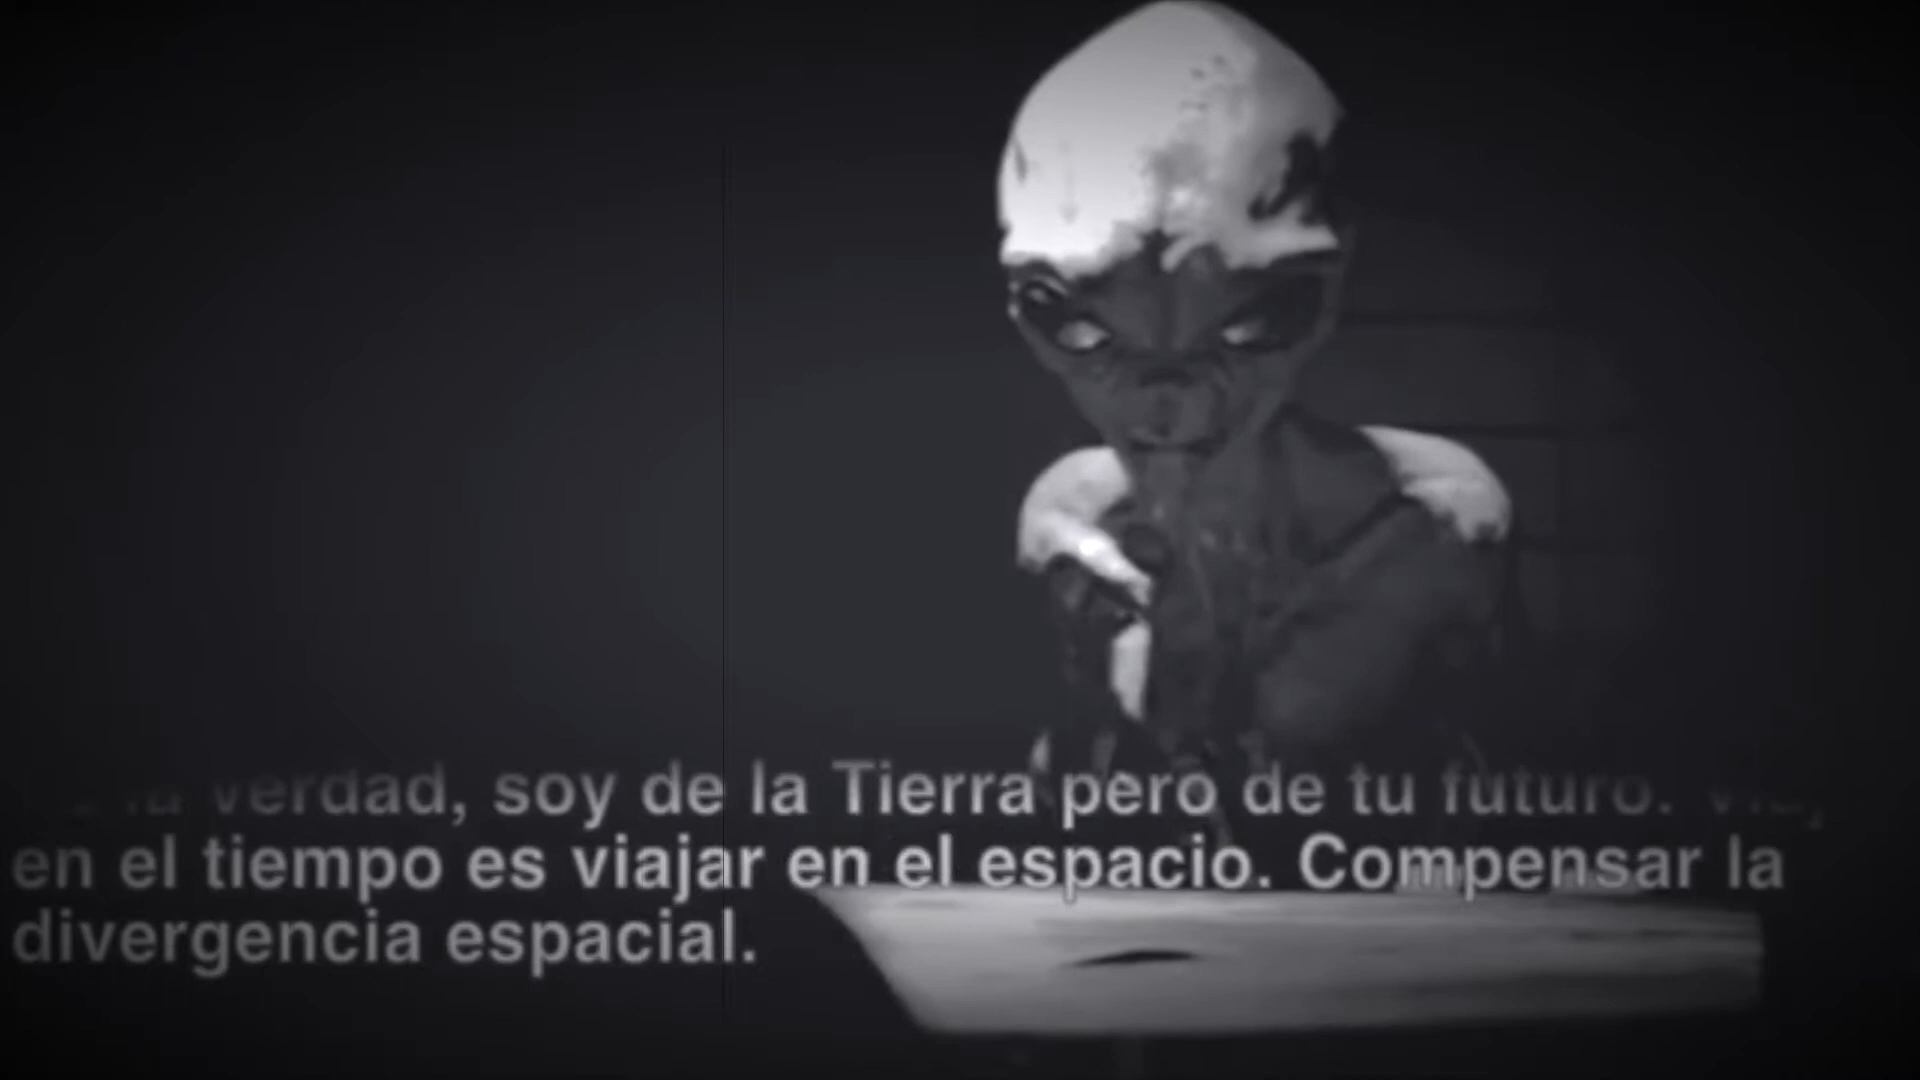 la verdad, soy de la Tierra pero de tu futuro.
en el tiempo es viajar en el espacio. Compensar la
divergencia espacial.